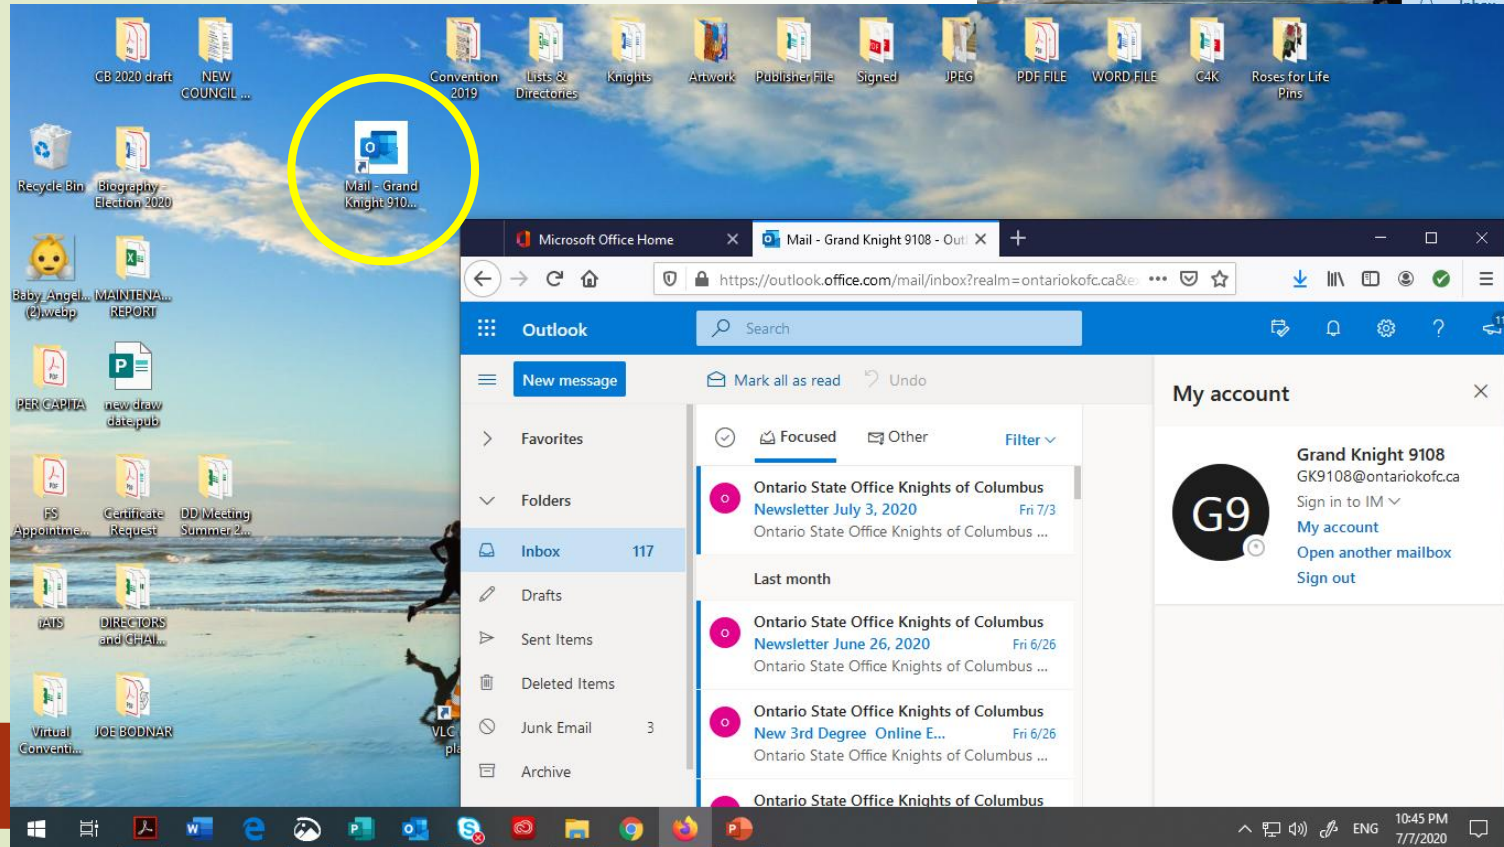 CB 2020 draft
NEW
COUNCIL ...
Convention
2019
Lists &
Directories
Knights
Artwork
Publisher File
Signed
JPEG
PDF FILE
WORD FILE
C4K
Roses for Life
Pins
Recycle Bin
Biography -
Election 2020
Mail - Grand
Knight 910...
Baby_Angel...
(2).webp
MAINTENA...
REPORT
PER CAPITA
new draw
date.pub
FS
Appointme...
Certificate
Request
DD Meeting
Summer 2...
iATS
DIRECTORS
and CHAI...
Virtual
Conventi...
JOE BODNAR
VLC
Microsoft Office Home
Mail - Grand Knight 9108 - Out
https://outlook.office.com/mail/inbox?realm=ontariokofc.ca&e
Outlook
Search
11
New message
Mark all as read
Undo
Favorites
Folders
Inbox 117
Drafts
Sent Items
Deleted Items
Junk Email 3
Archive
Focused
Other
Filter
Ontario State Office Knights of Columbus
Newsletter July 3, 2020 Fri 7/3
Ontario State Office Knights of Columbus ...
Last month
Ontario State Office Knights of Columbus
Newsletter June 26, 2020 Fri 6/26
Ontario State Office Knights of Columbus ...
Ontario State Office Knights of Columbus
New 3rd Degree Online E... Fri 6/26
Ontario State Office Knights of Columbus ...
Ontario State Office Knights of Columbus
My account
G9
Grand Knight 9108
GK9108@ontariokofc.ca
Sign in to IM
My account
Open another mailbox
Sign out
ENG
10:45 PM
7/7/2020